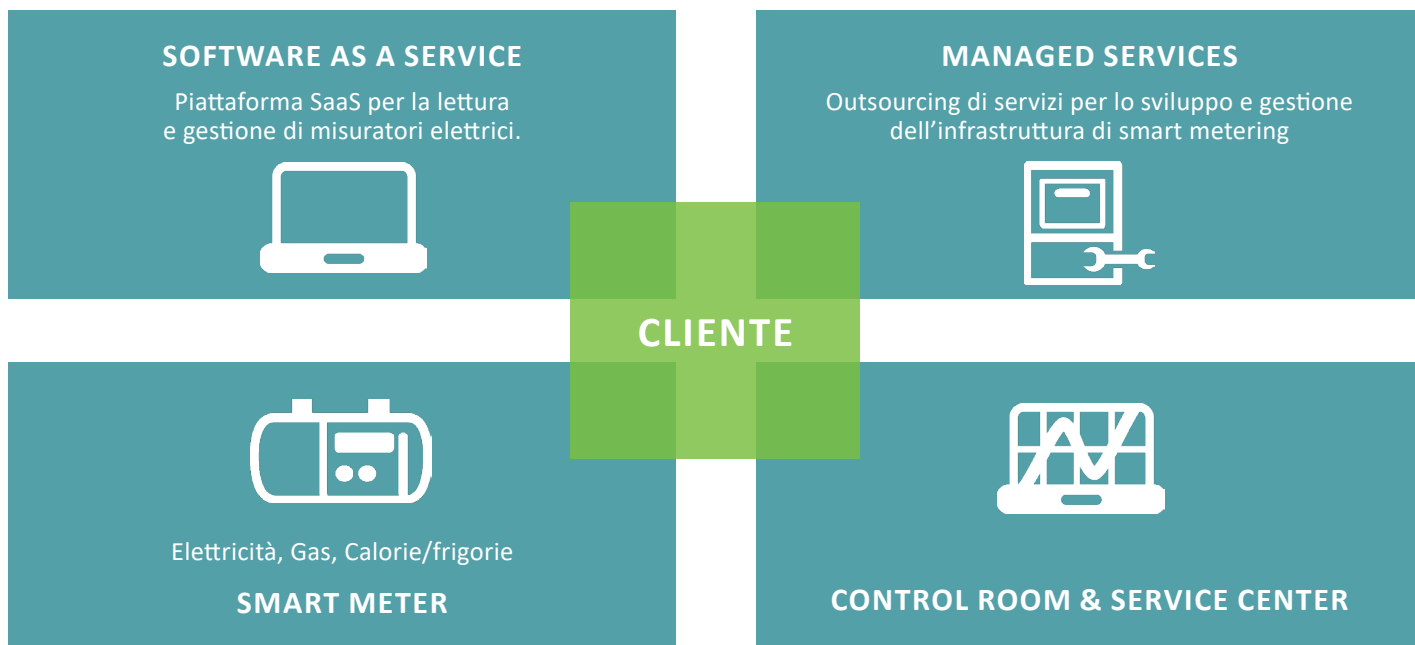 SOFTWARE AS A SERVICE
Piattaforma SaaS per la lettura
e gestione di misuratori elettrici.
MANAGED SERVICES
Outsourcing di servizi per lo sviluppo e gestione
dell’infrastruttura di smart metering
CLIENTE
Elettricità, Gas, Calorie/frigorie
SMART METER
CONTROL ROOM & SERVICE CENTER